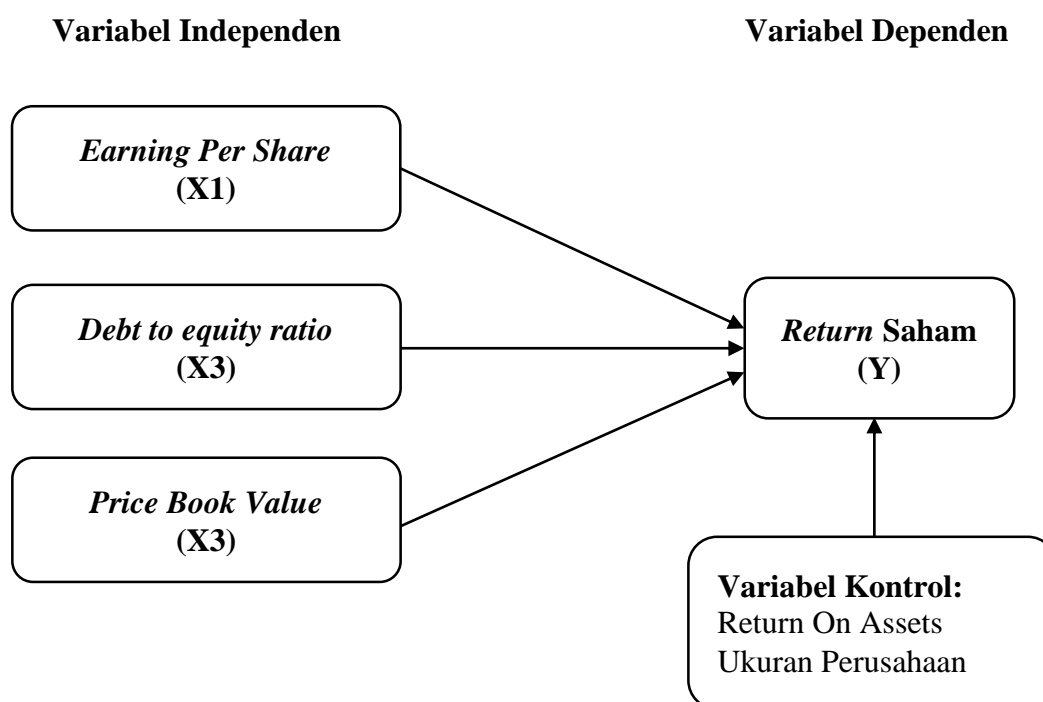 Variabel Independen
Variabel Dependen
Earning Per Share
(X1)
Debt to equity ratio
(X3)
Price Book Value
(X3)
Return Saham
(Y)
Variabel Kontrol:
Return On Assets
Ukuran Perusahaan